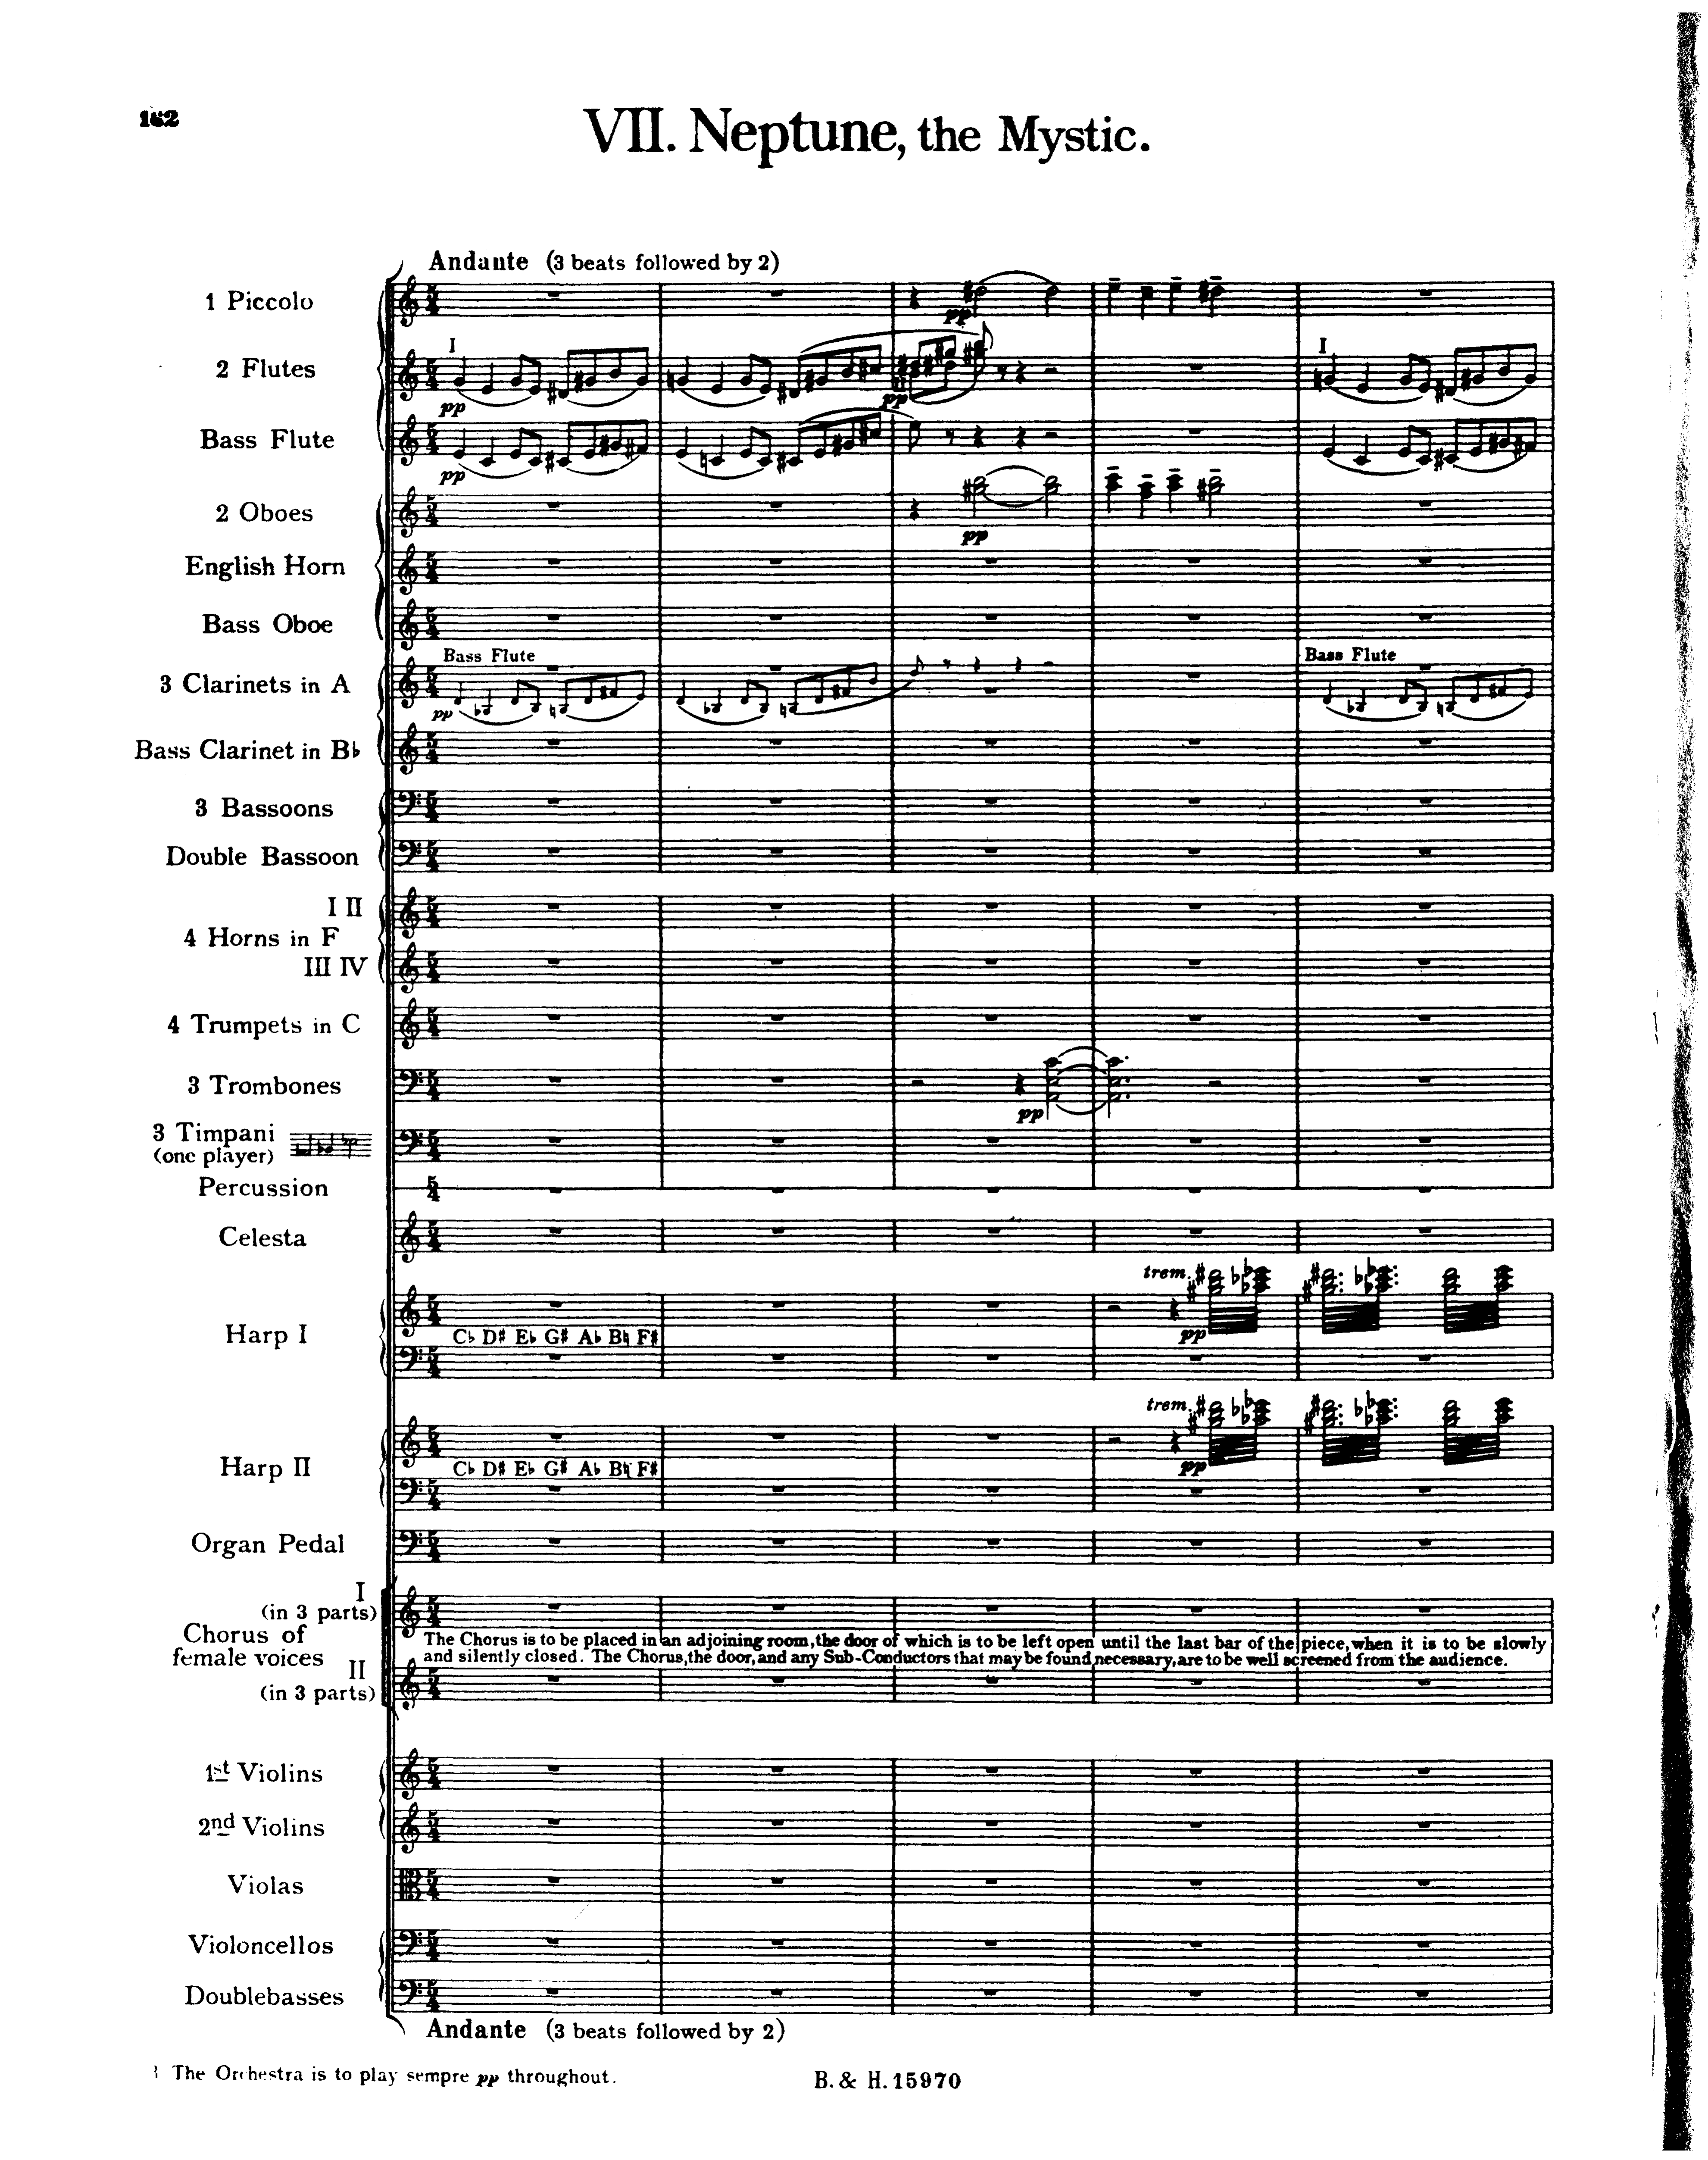 162
VII. Neptune, the Mystic.
Andante (3 beats followed by 2)
1 Piccolo
pp
I
I
2 Flutes
pp
pp
Bass Flute
pp
2 Oboes
pp
English Horn
Bass Oboe
Bass Flute
Bass Flute
3 Clarinets in A
pp
Bass Clarinet in B♭
3 Bassoons
Double Bassoon
I II
4 Horns in F
III IV
4 Trumpets in C
3 Trombones
pp
3 Timpani
(one player)
Percussion
Celesta
trem.
Harp I
C♭ D♯ E♭ G♯ A♭ B♮ F♯
pp
trem.
Harp II
C♭ D♯ E♭ G♯ A♭ B♮ F♯
pp
Organ Pedal
I
(in 3 parts)
Chorus of
female voices
The Chorus is to be placed in an adjoining room, the door of which is to be left open until the last bar of the piece, when it is to be slowly
and silently closed. The Chorus, the door, and any Sub-Conductors that may be found necessary, are to be well screened from the audience.
II
(in 3 parts)
1st Violins
2nd Violins
Violas
Violoncellos
Doublebasses
Andante (3 beats followed by 2)
The Orchestra is to play sempre pp throughout.
B. & H. 15970